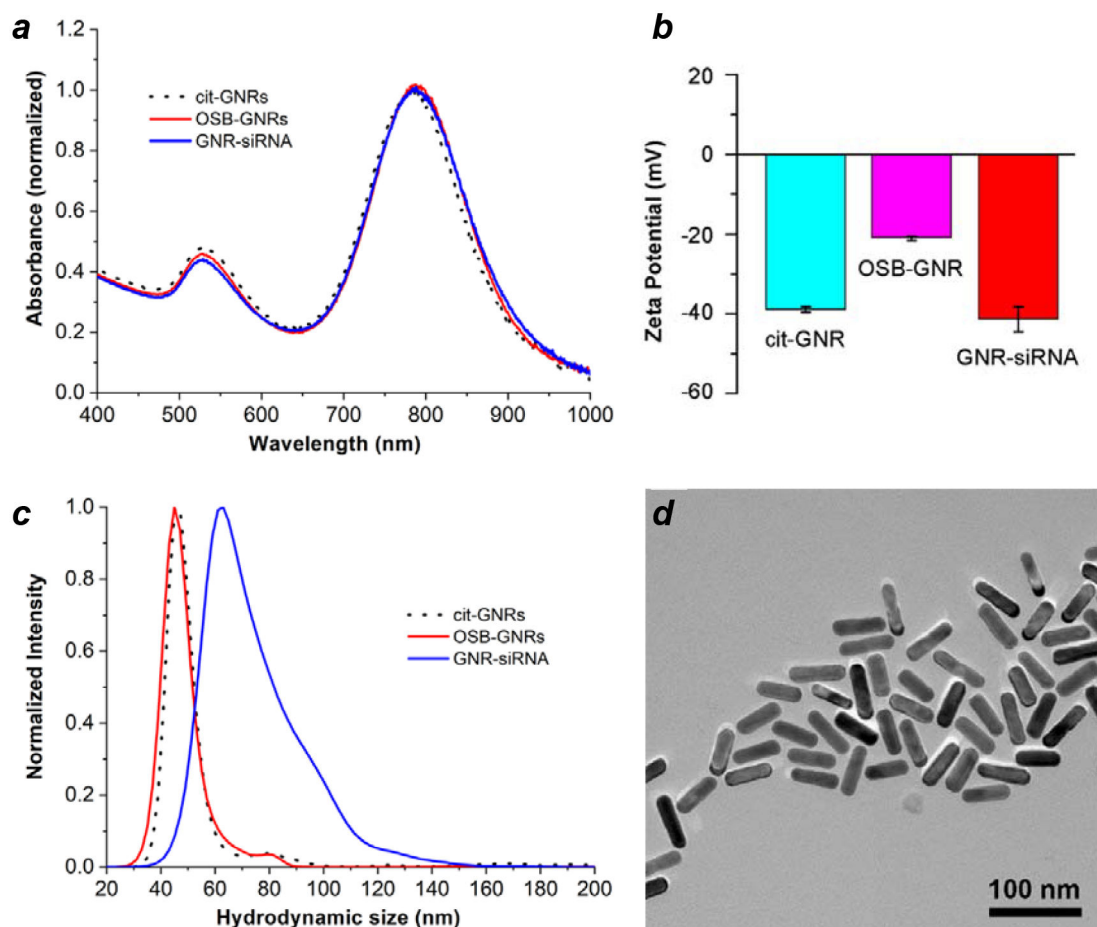 a
1.2
1.0
0.8
0.6
0.4
0.2
0.0
Absorbance (normalized)
cit-GNRs
OSB-GNRs
GNR-siRNA
400 500 600 700 800 900 1000
Wavelength (nm)
b
20
0
-20
-40
-60
Zeta Potential (mV)
cit-GNR
OSB-GNR
GNR-siRNA
c
1.0
0.8
0.6
0.4
0.2
0.0
Normalized Intensity
cit-GNRs
OSB-GNRs
GNR-siRNA
20 40 60 80 100 120 140 160 180 200
Hydrodynamic size (nm)
d
100 nm